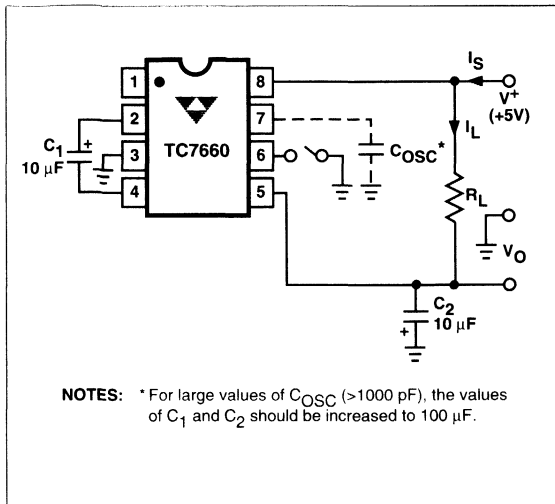 I_S
1
8
V+
(+5V)
2
7
I_L
C_1
+
10 µF
TC7660
C_OSC*
3
6
R_L
4
5
V_O
C_2
10 µF
+
NOTES: * For large values of C_OSC (>1000 pF), the values
of C_1 and C_2 should be increased to 100 µF.